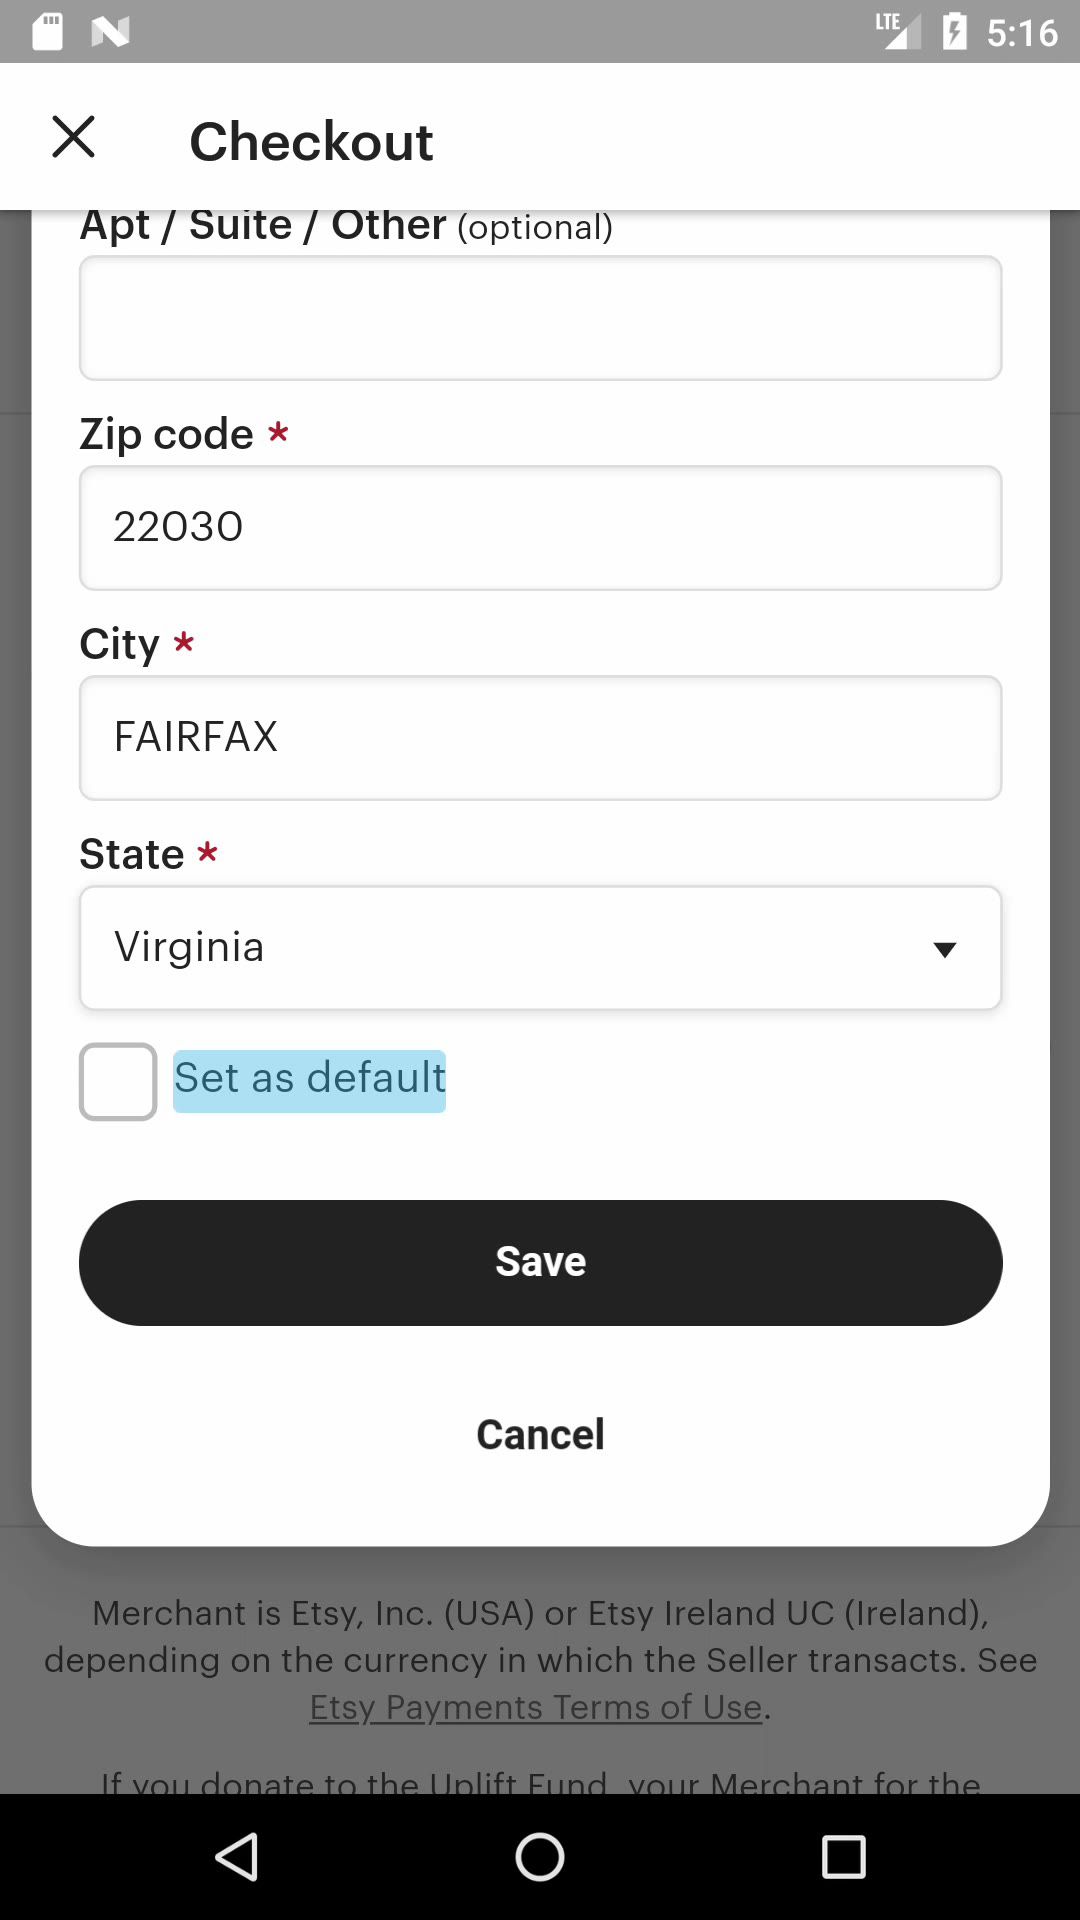 LTE 5:16
Checkout
Apt / Suite / Other (optional)
Zip code *
22030
City *
FAIRFAX
State *
Virginia
Set as default
Save
Cancel
Merchant is Etsy, Inc. (USA) or Etsy Ireland UC (Ireland),
depending on the currency in which the Seller transacts. See
Etsy Payments Terms of Use.
If you donate to the Uplift Fund, your Merchant for the